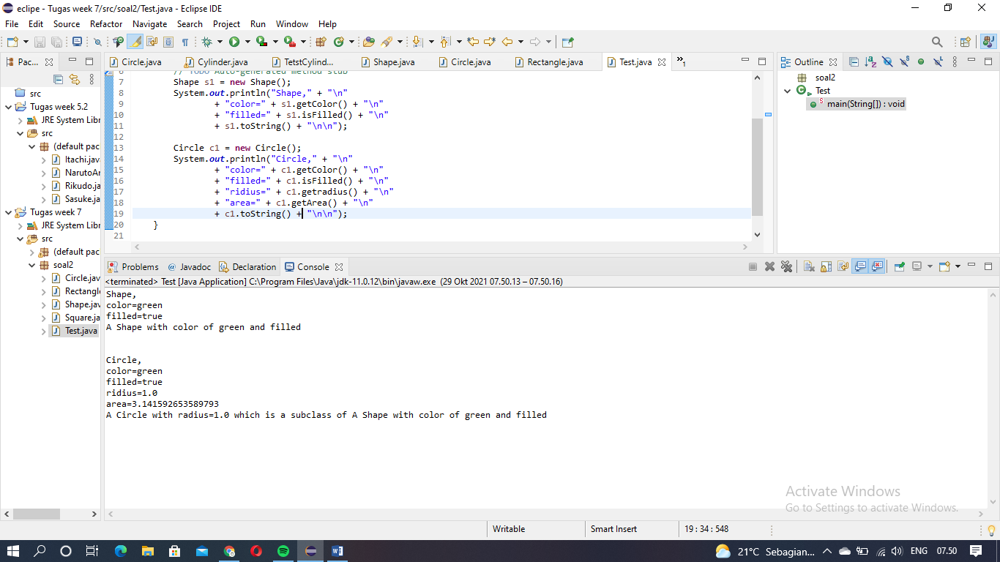 eclipe - Tugas week 7/src/soal2/Test.java - Eclipse IDE
File Edit Source Refactor Navigate Search Project Run Window Help
Pac...
Circle.java Cylinder.java TetstCylind... Shape.java Circle.java Rectangle.java Test.java »1
Outline
src
Tugas week 5.2
JRE System Libr
src
(default pac
Itachi.jav
NarutoAr
Rikudo.ja
Sasuke.ja
Tugas week 7
JRE System Libr
src
(default pac
soal2
Circle.jav
Rectangle
Shape.jav
Square.ja
Test.java
6 // TODO Auto-generated method stub
7 Shape s1 = new Shape();
8 System.out.println("Shape," + "\n"
9 + "color=" + s1.getColor() + "\n"
10 + "filled=" + s1.isFilled() + "\n"
11 + s1.toString() + "\n\n");
12
13 Circle c1 = new Circle();
14 System.out.println("Circle," + "\n"
15 + "color=" + c1.getColor() + "\n"
16 + "filled=" + c1.isFilled() + "\n"
17 + "ridius=" + c1.getradius() + "\n"
18 + "area=" + c1.getArea() + "\n"
19 + c1.toString() + "\n\n");
20 }
21
soal2
Test
main(String[]) : void
Problems @ Javadoc Declaration Console
<terminated> Test [Java Application] C:\Program Files\Java\jdk-11.0.12\bin\javaw.exe (29 Okt 2021 07.50.13 – 07.50.16)
Shape,
color=green
filled=true
A Shape with color of green and filled
Circle,
color=green
filled=true
ridius=1.0
area=3.141592653589793
A Circle with radius=1.0 which is a subclass of A Shape with color of green and filled
Activate Windows
Go to Settings to activate Windows.
Writable Smart Insert 19 : 34 : 548
21°C Sebagian... ENG 07.50